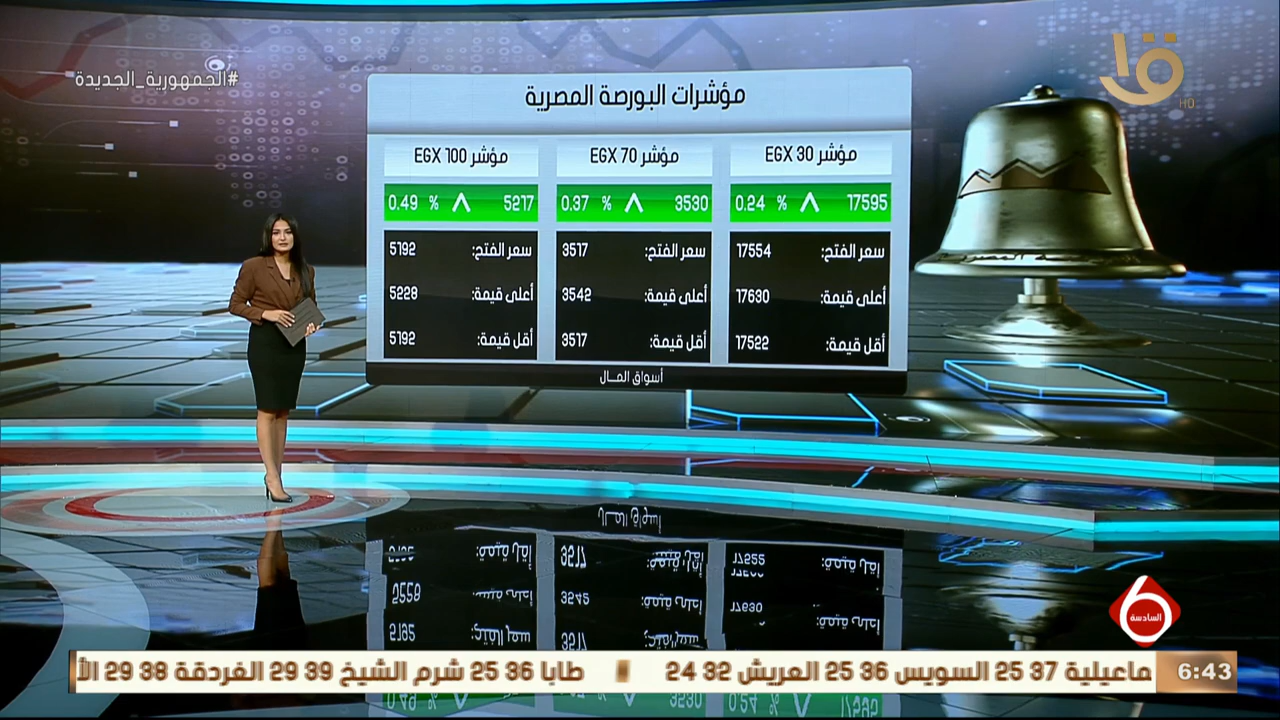 #الجمهورية_الجديدة
HD
مؤشرات البورصة المصرية
مؤشر EGX 30
17595 0.24 %
سعر الفتح: 17554
أعلى قيمة: 17630
أقل قيمة: 17522
مؤشر EGX 70
3530 0.37 %
سعر الفتح: 3517
أعلى قيمة: 3542
أقل قيمة: 3517
مؤشر EGX 100
5217 0.49 %
سعر الفتح: 5192
أعلى قيمة: 5228
أقل قيمة: 5192
أسواق المـال
6
السادسة
6:43
ماعيلية 37 25 السويس 36 25 العريش 32 24 طابا 36 25 شرم الشيخ 39 29 الغردقة 38 29 الأ